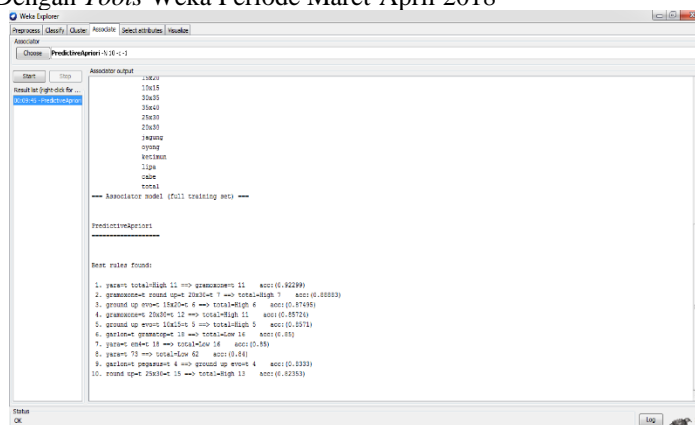 Dengan Tools Weka Periode Maret-April 2018
Weka Explorer
Preprocess Classify Cluster Associate Select attributes Visualize
Associator
Choose PredictiveApriori -N 10 -c -1
Start Stop
Associator output
Result list (right-click for ...
00:09:45 - PredictiveApriori
15x20
10x15
30x35
35x40
25x30
20x30
jagung
oyong
ketimun
lipa
cabe
total
=== Associator model (full training set) ===
PredictiveApriori
===================
Best rules found:
1. yara=t total=High 11 ==> gramoxone=t 11 acc:(0.92299)
2. gramoxone=t round up=t 20x30=t 7 ==> total=High 7 acc:(0.88803)
3. ground up evo=t 15x20=t 6 ==> total=High 6 acc:(0.87495)
4. gramoxone=t 20x30=t 12 ==> total=High 11 acc:(0.85724)
5. ground up evo=t 10x15=t 5 ==> total=High 5 acc:(0.8571)
6. garlon=t gramatop=t 18 ==> total=Low 16 acc:(0.85)
7. yara=t em4=t 18 ==> total=Low 16 acc:(0.85)
8. yara=t 73 ==> total=Low 62 acc:(0.84)
9. garlon=t pegasus=t 4 ==> ground up evo=t 4 acc:(0.8333)
10. round up=t 25x30=t 15 ==> total=High 13 acc:(0.82353)
Status
OK
Log